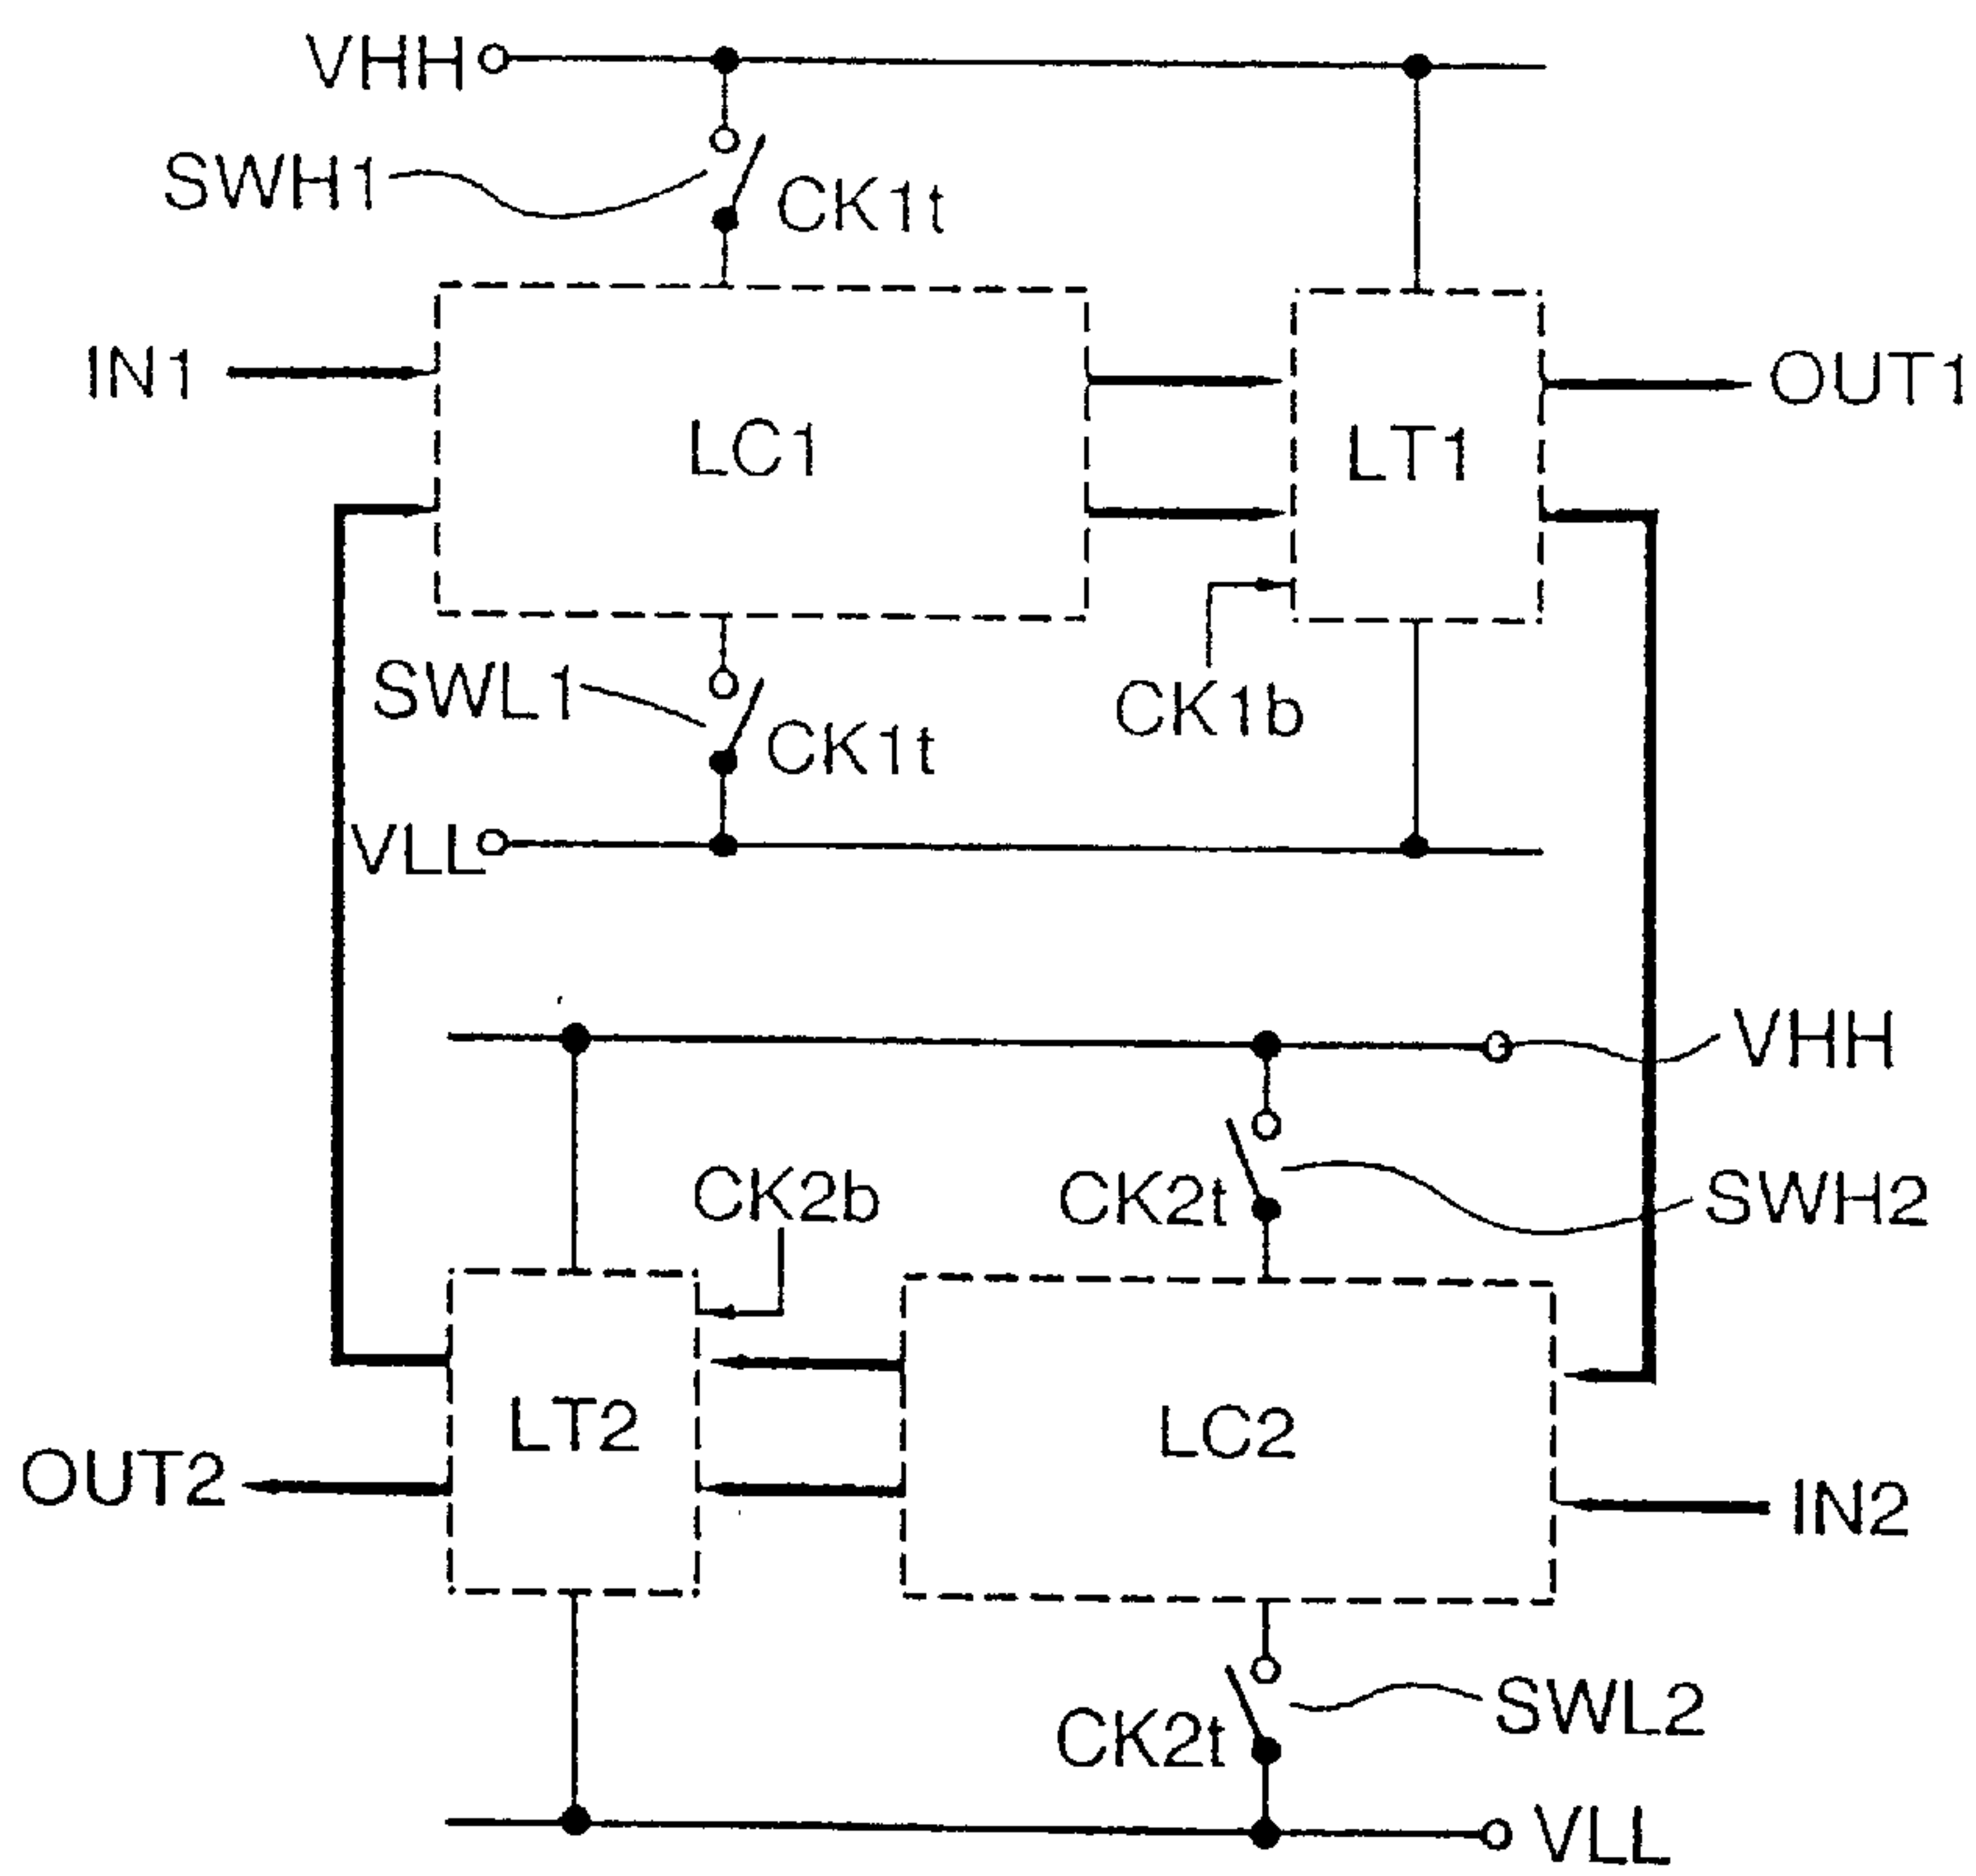 VHH
SWH1
CK1t
IN1
LC1
LT1
OUT1
SWL1
CK1t
CK1b
VLL
VHH
CK2b
CK2t
SWH2
LT2
LC2
OUT2
IN2
CK2t
SWL2
VLL